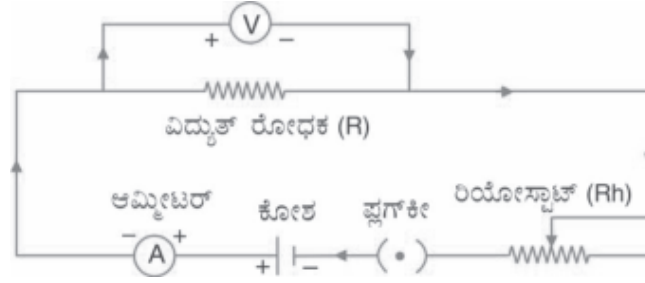 V
+ −
ವಿದ್ಯುತ್ ರೋಧಕ (R)
ಆಮ್ಮೀಟರ್ ಕೋಶ ಪ್ಲಗ್‌ಕೀ ರಿಯೋಸ್ಟಾಟ್ (Rh)
− + + −
A